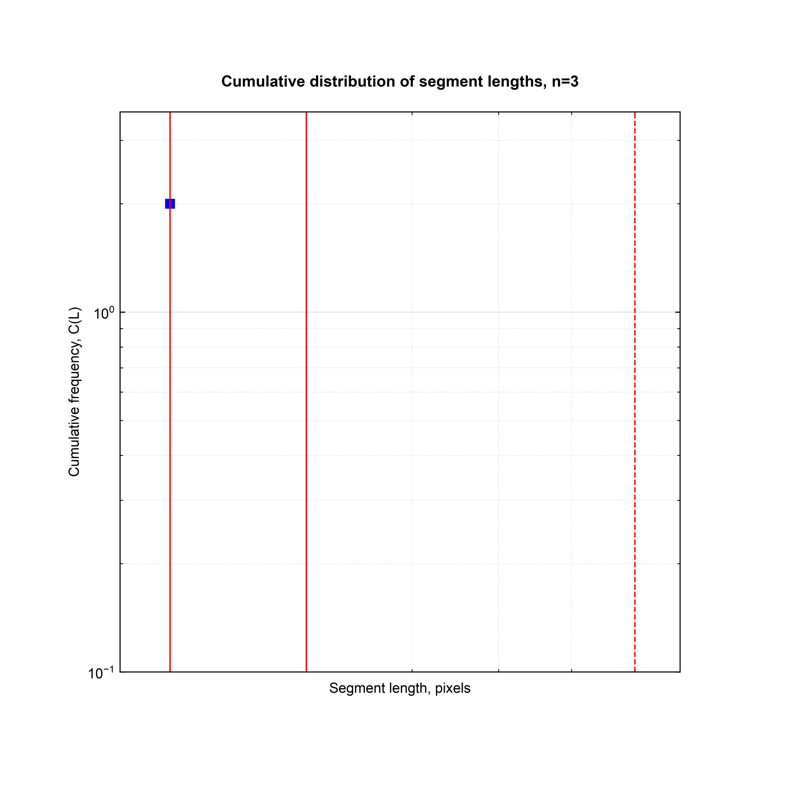 Cumulative distribution of segment lengths, n=3
Cumulative frequency, C(L)
10⁰
10⁻¹
Segment length, pixels